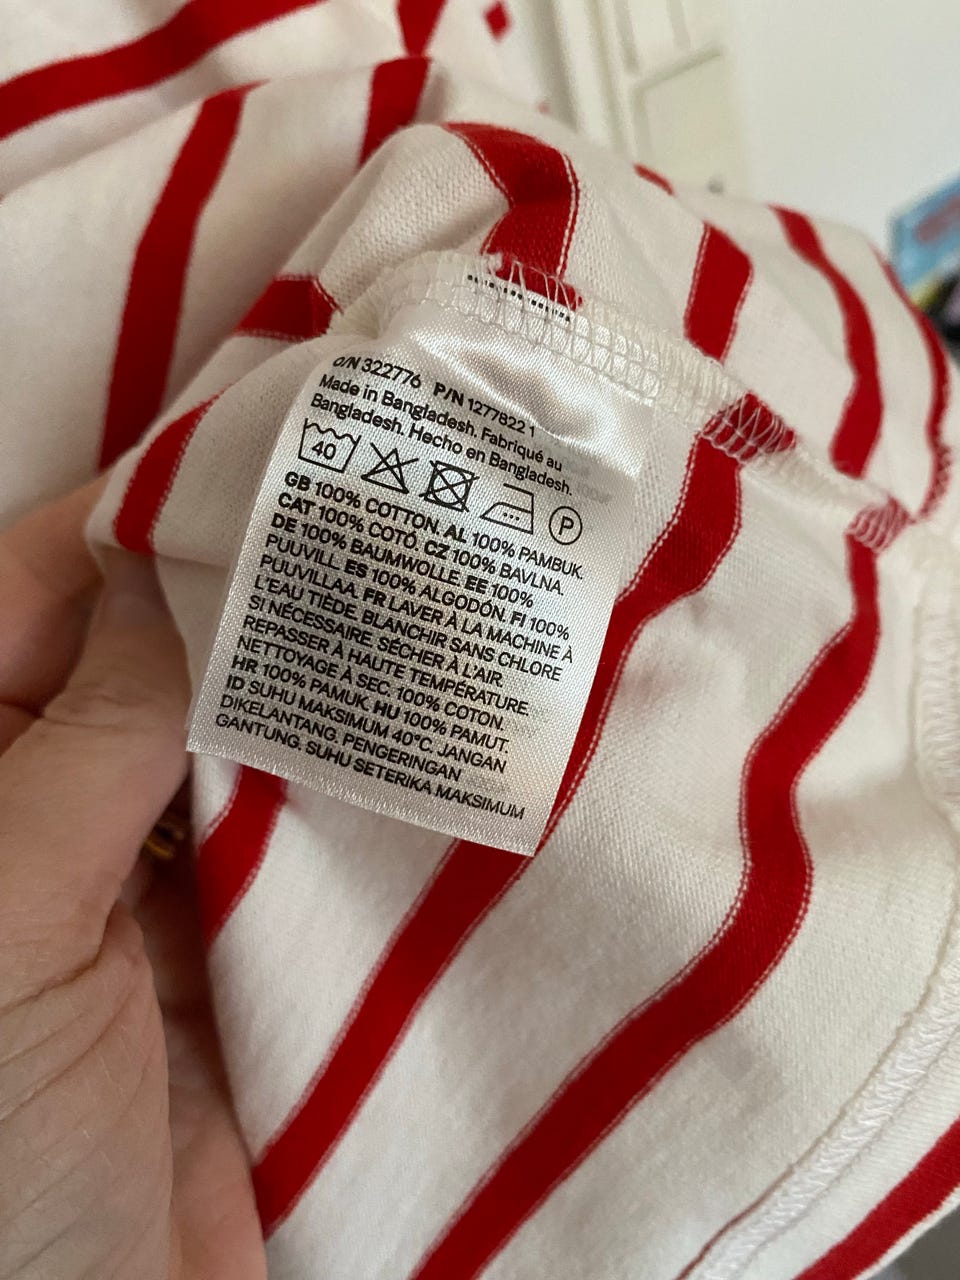 O/N 322776 P/N 1277822 1
Made in Bangladesh. Fabriqué au
Bangladesh. Hecho en Bangladesh.
40 P
GB 100% COTTON. AL 100% PAMBUK.
CAT 100% COTÓ. CZ 100% BAVLNA.
DE 100% BAUMWOLLE. EE 100%
PUUVILL. ES 100% ALGODÓN. FI 100%
PUUVILLAA. FR LAVER À LA MACHINE À
L'EAU TIÈDE. BLANCHIR SANS CHLORE
SI NÉCESSAIRE. SÉCHER À L'AIR.
REPASSER À HAUTE TEMPÉRATURE.
NETTOYAGE À SEC. 100% COTON.
HR 100% PAMUK. HU 100% PAMUT.
ID SUHU MAKSIMUM 40°C. JANGAN
DIKELANTANG. PENGERINGAN
GANTUNG. SUHU SETERIKA MAKSIMUM